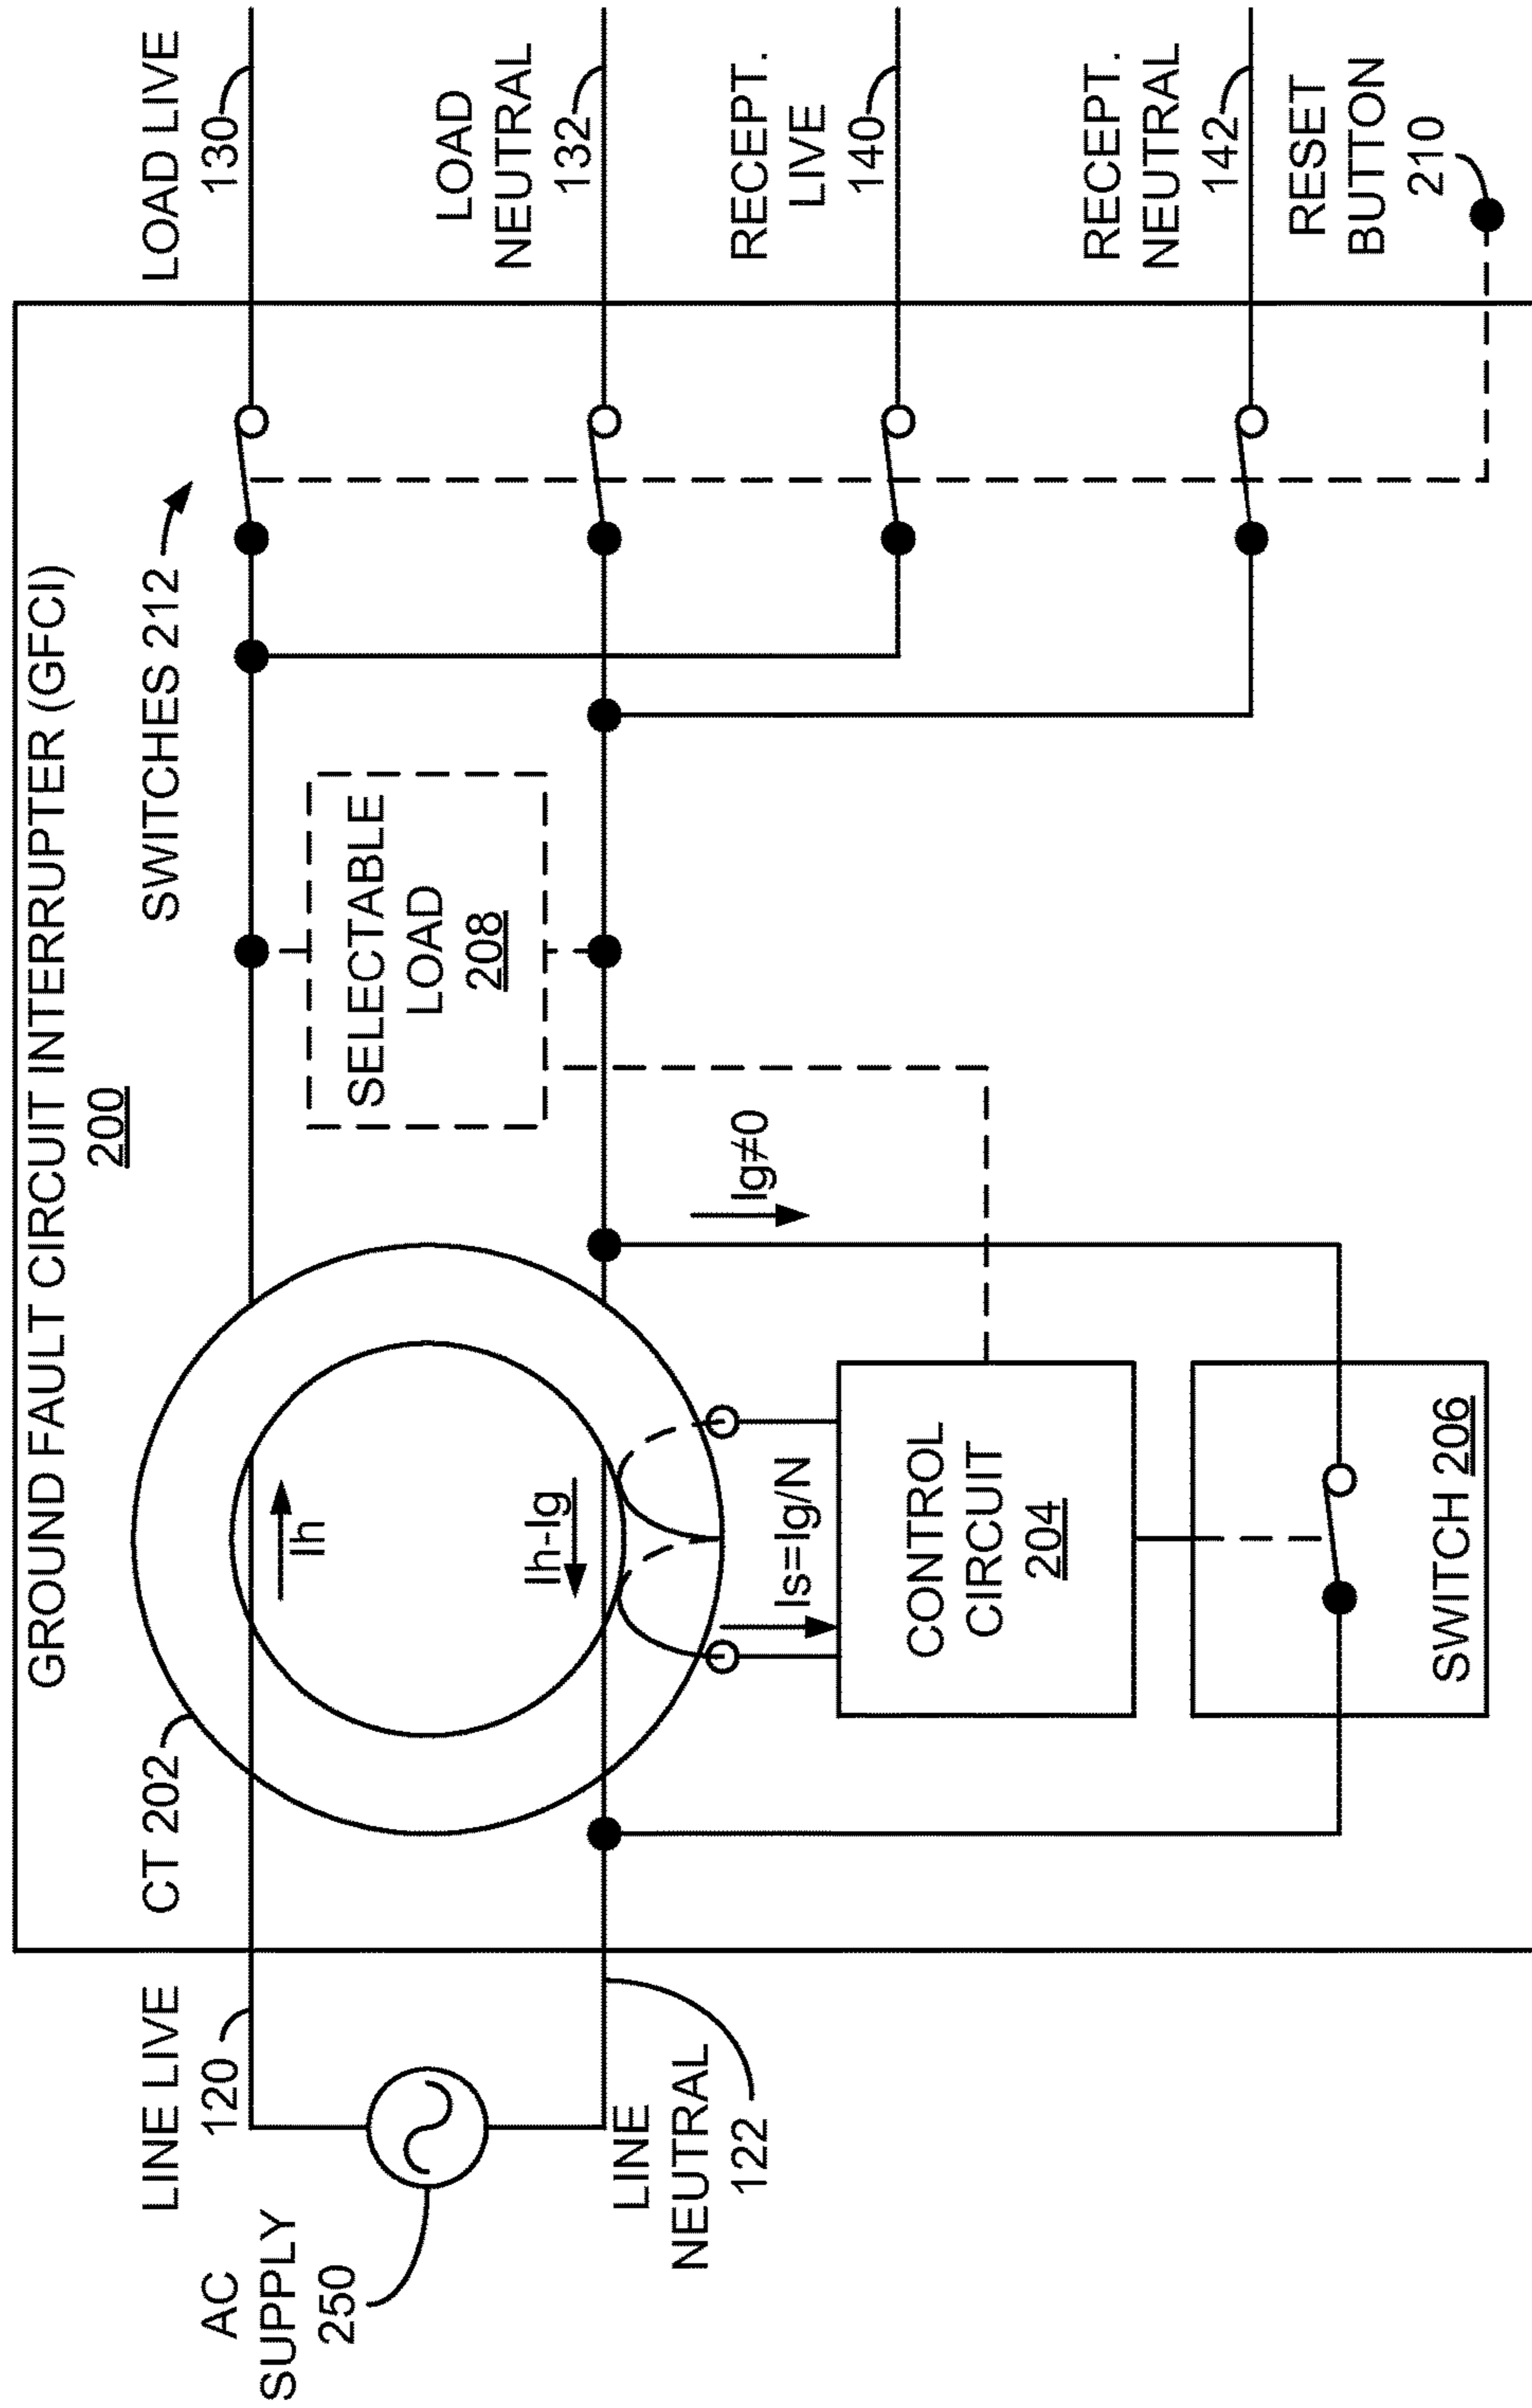 GROUND FAULT CIRCUIT INTERRUPTER (GFCI)
200
LINE LIVE
120
AC
SUPPLY
250
LINE
NEUTRAL
122
CT 202
Ih
Ih-Ig
Is=Ig/N
Ig≠0
CONTROL
CIRCUIT
204
SWITCH 206
SELECTABLE
LOAD
208
SWITCHES 212
LOAD LIVE
130
LOAD
NEUTRAL
132
RECEPT.
LIVE
140
RECEPT.
NEUTRAL
142
RESET
BUTTON
210